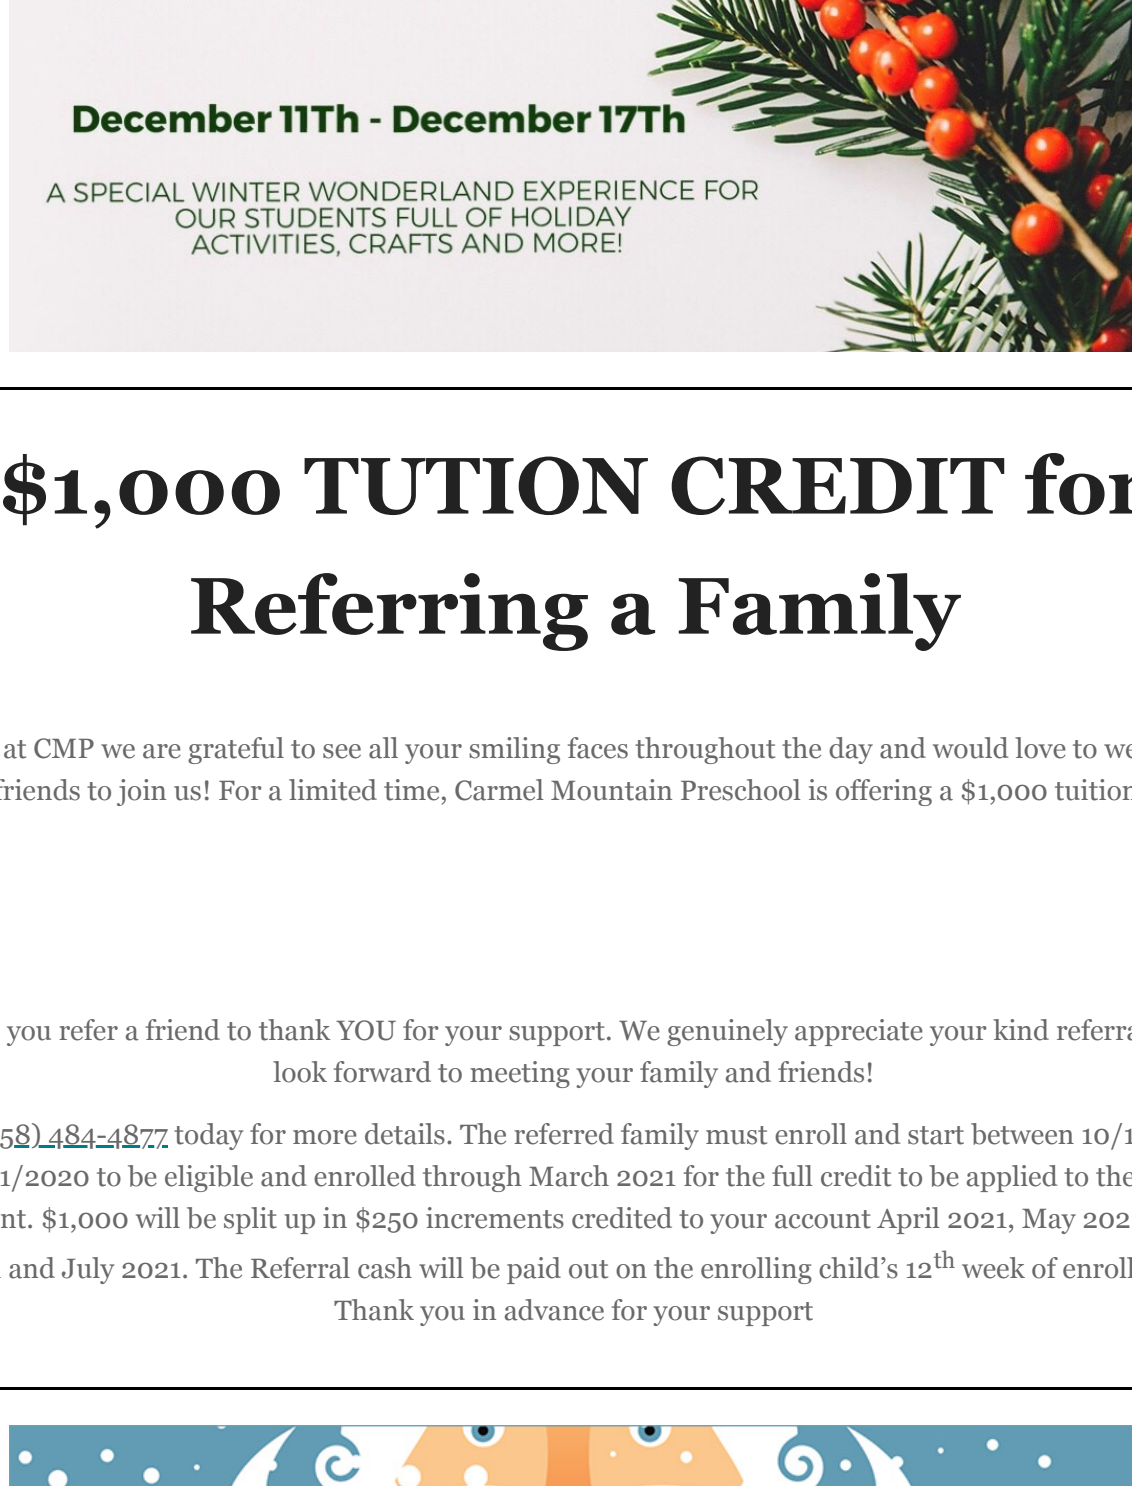 December 11Th - December 17Th
A SPECIAL WINTER WONDERLAND EXPERIENCE FOR
OUR STUDENTS FULL OF HOLIDAY
ACTIVITIES, CRAFTS AND MORE!
$1,000 TUTION CREDIT for
Referring a Family
at CMP we are grateful to see all your smiling faces throughout the day and would love to we
friends to join us! For a limited time, Carmel Mountain Preschool is offering a $1,000 tuition
you refer a friend to thank YOU for your support. We genuinely appreciate your kind referra
look forward to meeting your family and friends!
58) 484-4877 today for more details. The referred family must enroll and start between 10/1
1/2020 to be eligible and enrolled through March 2021 for the full credit to be applied to the
nt. $1,000 will be split up in $250 increments credited to your account April 2021, May 202
and July 2021. The Referral cash will be paid out on the enrolling child’s 12th week of enroll
Thank you in advance for your support